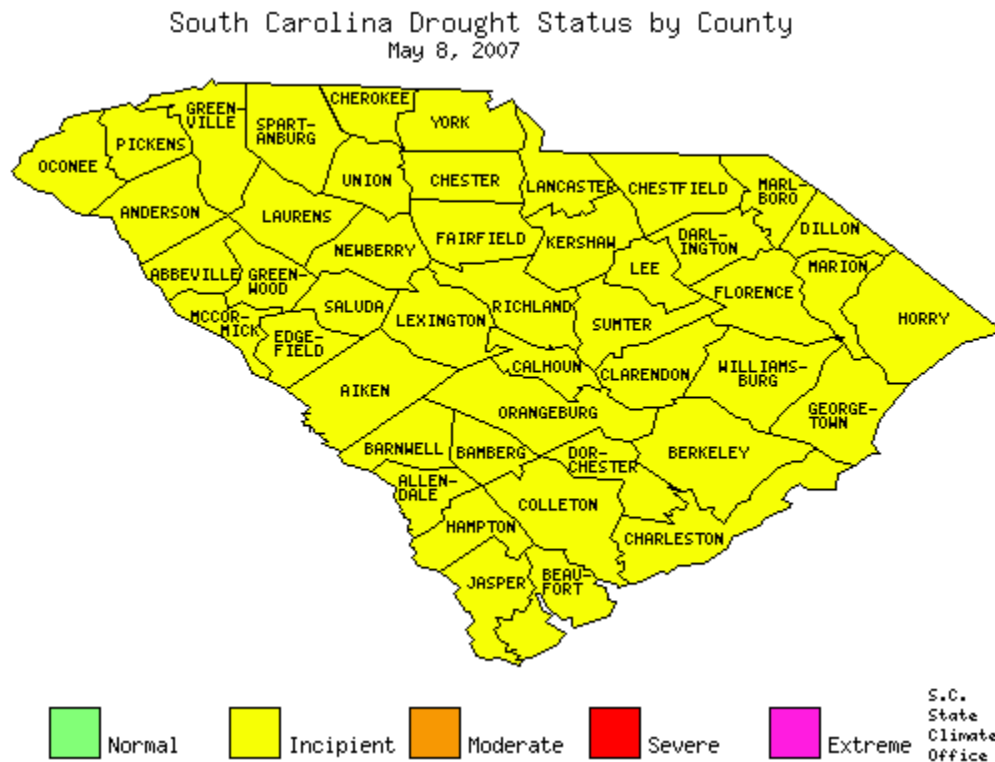 South Carolina Drought Status by County
May 8, 2007
CHEROKEE
GREEN-
VILLE
SPART-
ANBURG
YORK
PICKENS
OCONEE
UNION
CHESTER
LANCASTER
CHESTFIELD
MARL-
BORO
ANDERSON
LAURENS
NEWBERRY
FAIRFIELD
KERSHAW
DARL-
INGTON
DILLON
ABBEVILLE
GREEN-
WOOD
LEE
MARION
MCCOR-
MICK
SALUDA
LEXINGTON
RICHLAND
SUMTER
FLORENCE
HORRY
EDGE-
FIELD
AIKEN
CALHOUN
CLARENDON
WILLIAMS-
BURG
ORANGEBURG
GEORGE-
TOWN
BARNWELL
BAMBERG
DOR-
CHESTER
BERKELEY
ALLEN-
DALE
COLLETON
HAMPTON
CHARLESTON
JASPER
BEAU-
FORT
Normal
Incipient
Moderate
Severe
Extreme
S.C.
State
Climate
Office